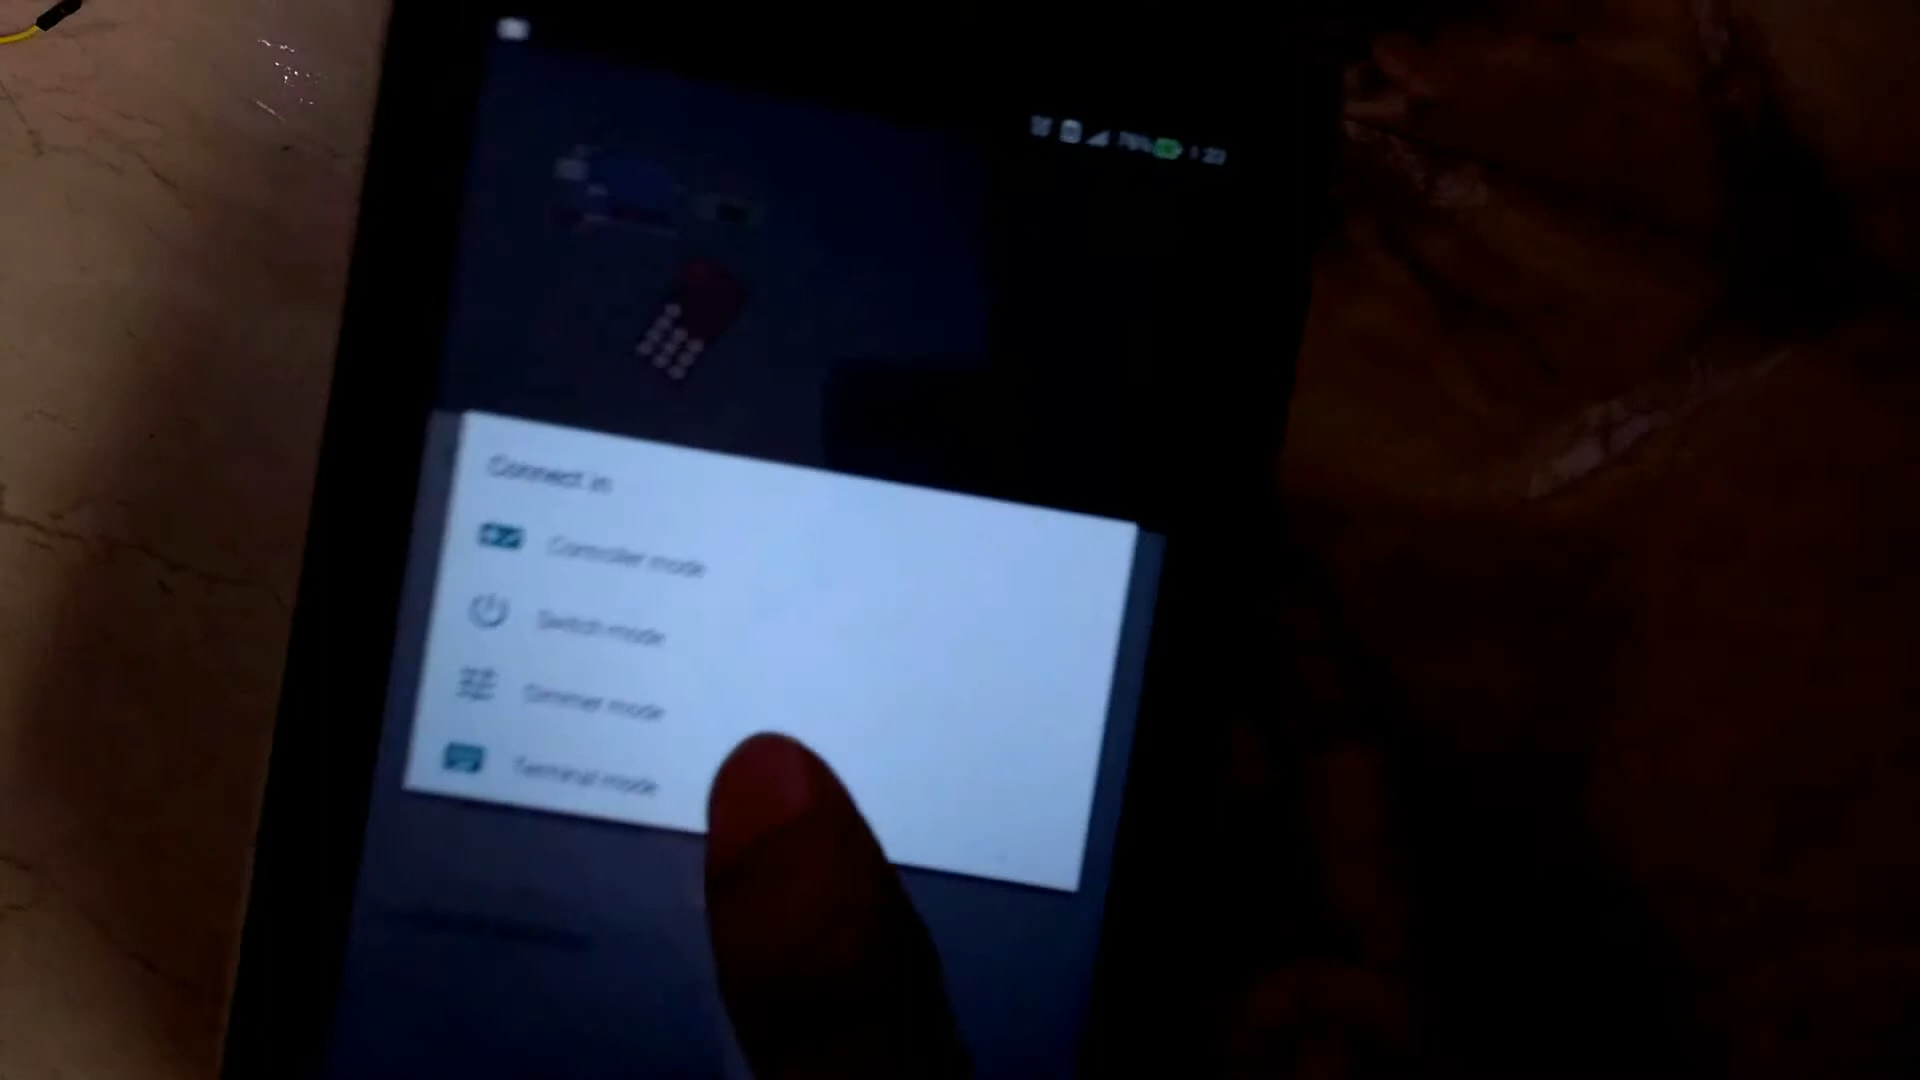 Connect in
Controller mode
Switch mode
Dimmer mode
Terminal mode